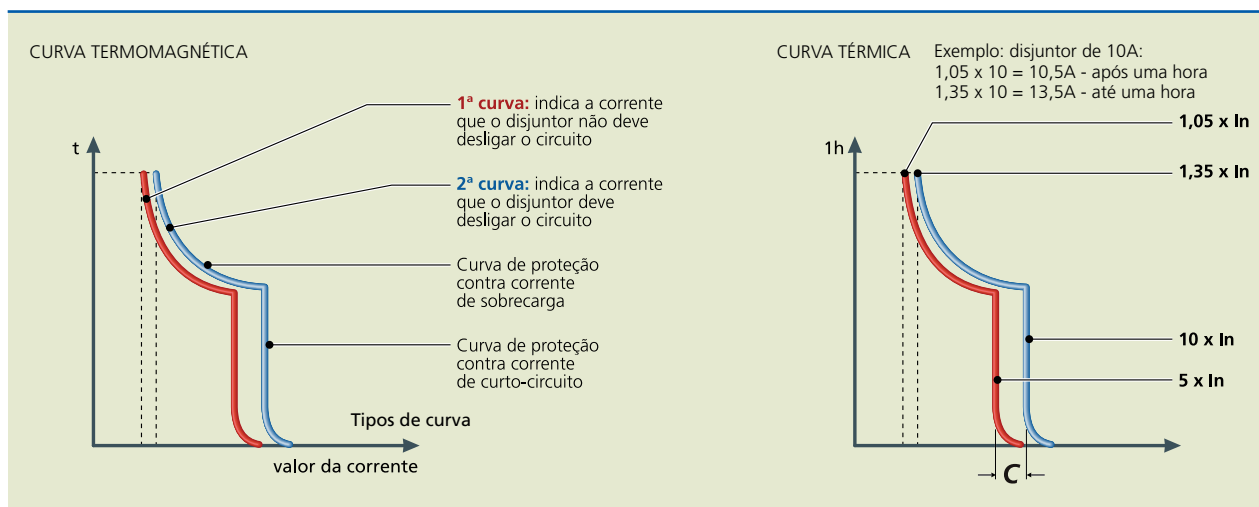 CURVA TERMOMAGNÉTICA
1ª curva: indica a corrente
que o disjuntor não deve
desligar o circuito
2ª curva: indica a corrente
que o disjuntor deve
desligar o circuito
Curva de proteção
contra corrente
de sobrecarga
Curva de proteção
contra corrente
de curto-circuito
t
Tipos de curva
valor da corrente
CURVA TÉRMICA
Exemplo: disjuntor de 10A:
1,05 x 10 = 10,5A - após uma hora
1,35 x 10 = 13,5A - até uma hora
1,05 x In
1h
1,35 x In
10 x In
5 x In
C